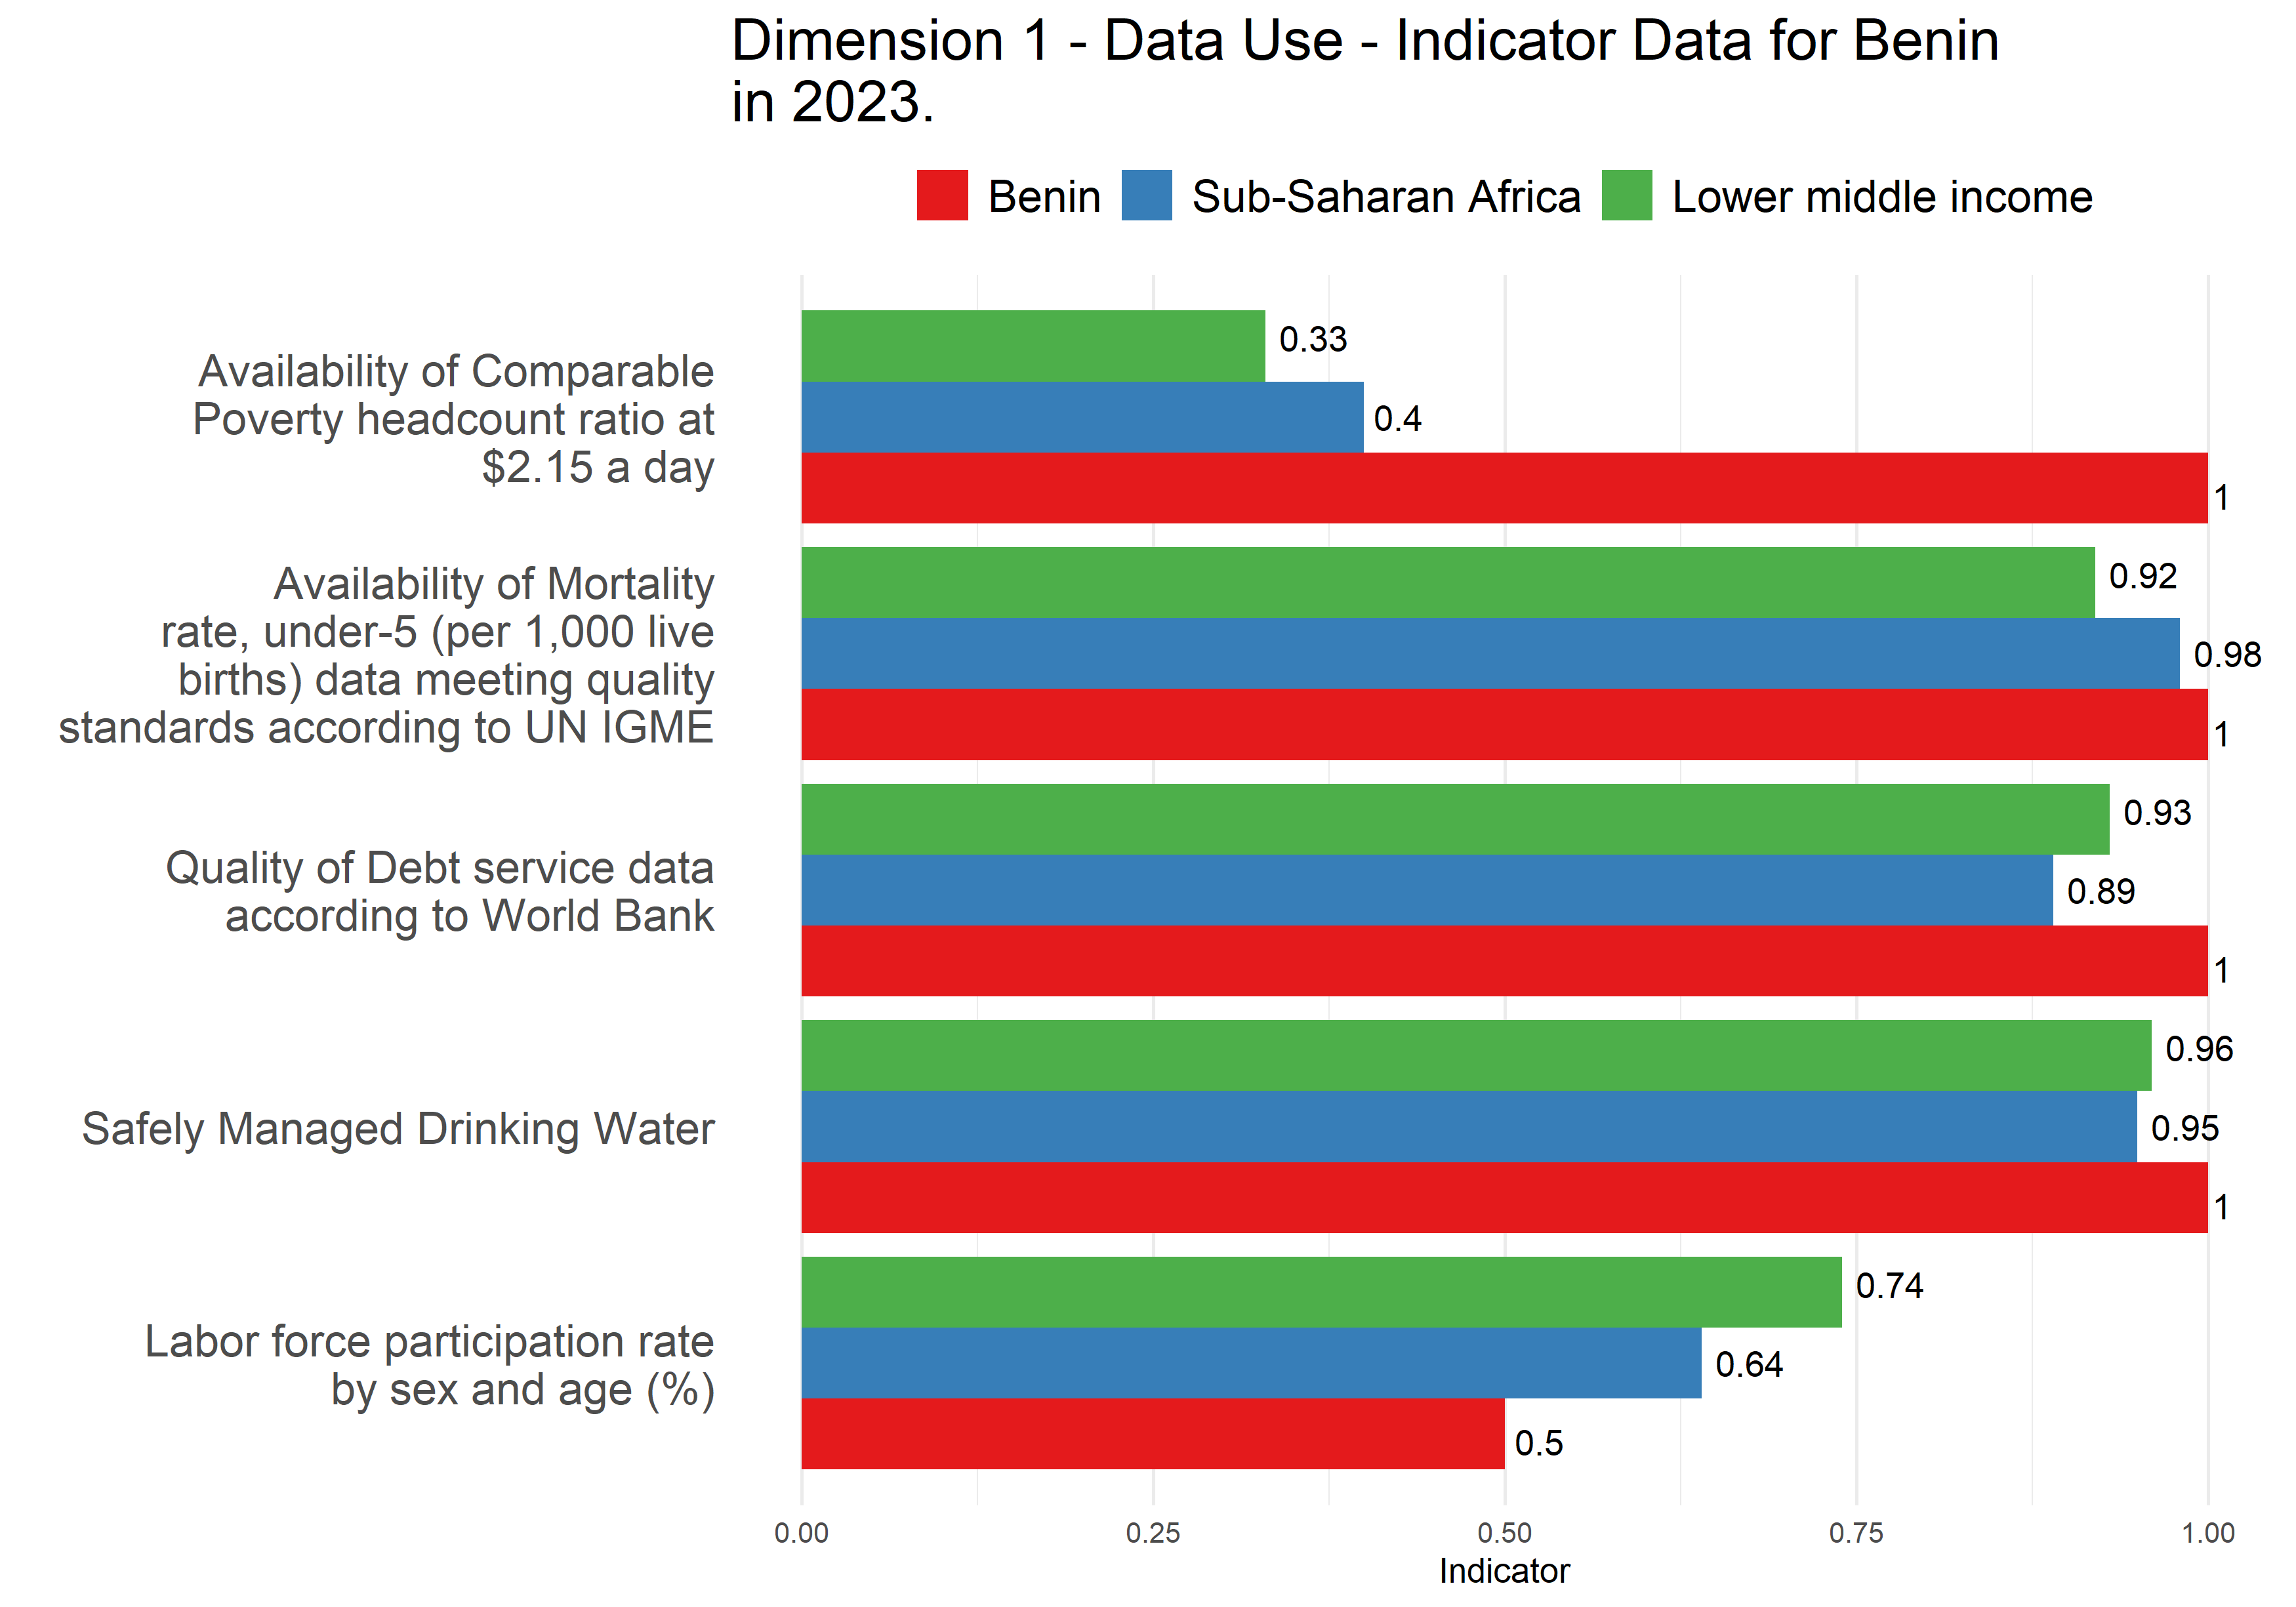 Dimension 1 - Data Use - Indicator Data for Benin
in 2023.
Benin
Sub-Saharan Africa
Lower middle income
Availability of Comparable
Poverty headcount ratio at
$2.15 a day
0.33
0.4
1
Availability of Mortality
rate, under-5 (per 1,000 live
births) data meeting quality
standards according to UN IGME
0.92
0.98
1
Quality of Debt service data
according to World Bank
0.93
0.89
1
Safely Managed Drinking Water
0.96
0.95
1
Labor force participation rate
by sex and age (%)
0.74
0.64
0.5
0.00
0.25
0.50
0.75
1.00
Indicator